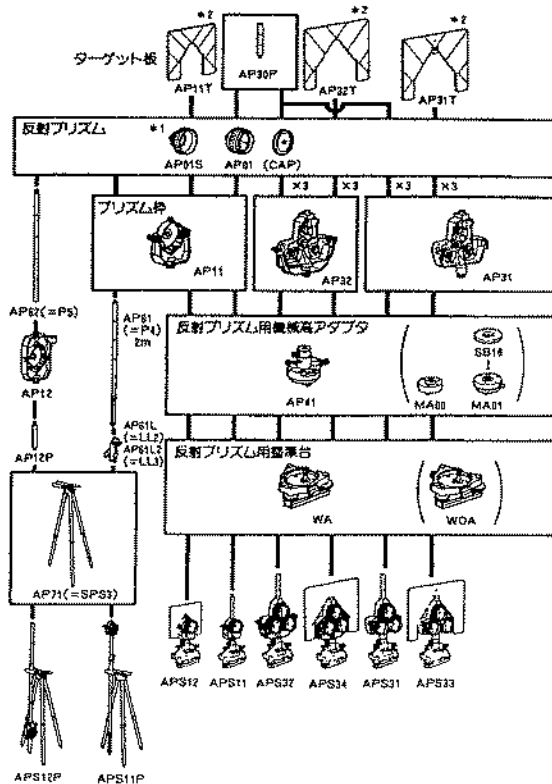 *2
*2
*2
ターゲット板
AP11T
AP30P
AP32T
AP31T
反射プリズム
*1
AP01S
AP01
(CAP)
×3
×3
×3
×3
プリズム枠
AP11
AP32
AP31
AP62(=P5)
AP61
(=P4)
2m
反射プリズム用機械高アダプタ
SB16
AP12
AP41
MA00
MA01
AP12P
AP61L
(=LL2)
AP61L2
(=LL3)
反射プリズム用整準台
WA
WOA
AP71(=SPS3)
APS12
APS11
APS32
APS34
APS31
APS33
APS12P
APS11P